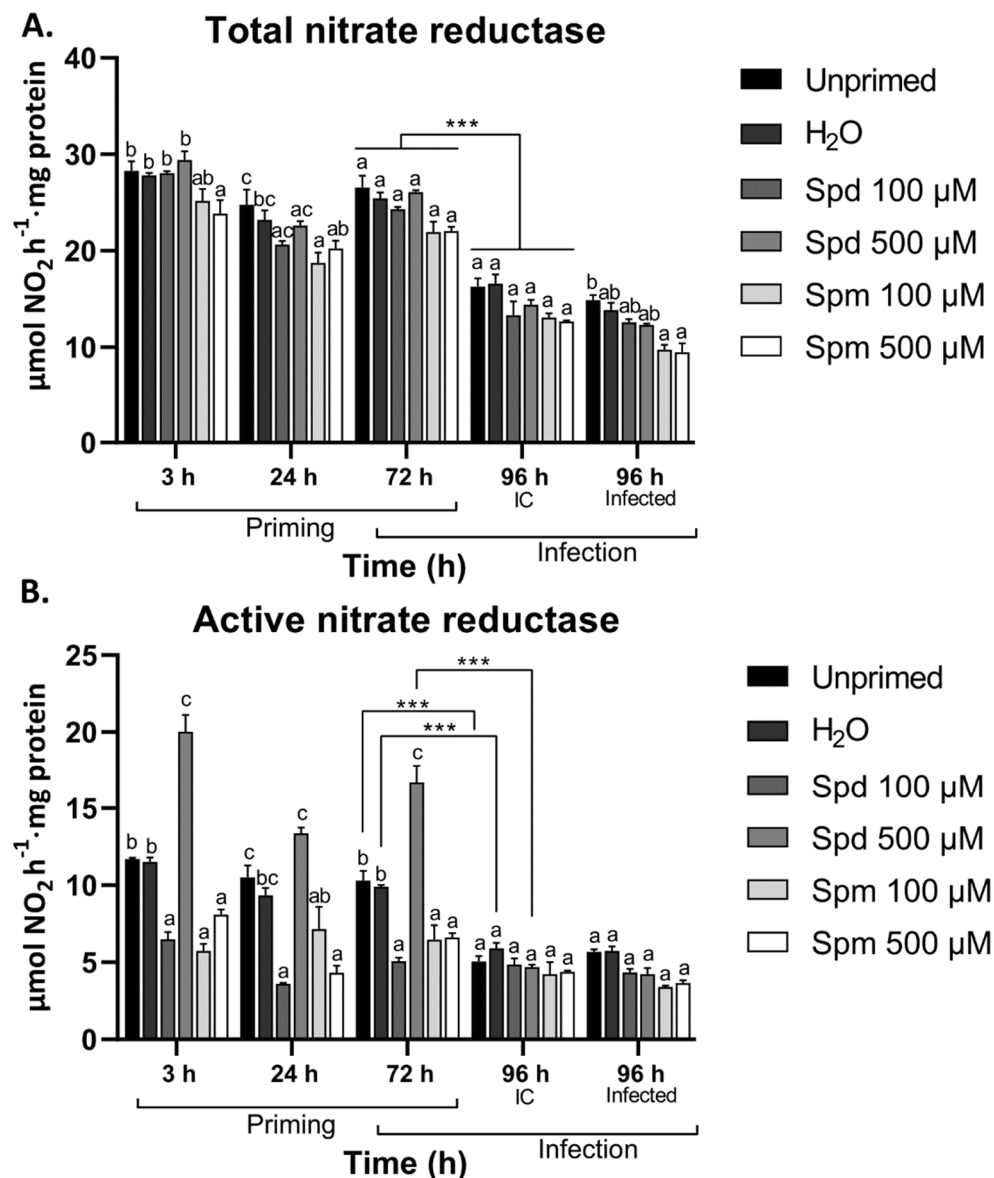 A.
Total nitrate reductase
µmol NO2 h-1·mg protein
40
30
20
10
0
b b b b ab a
c bc ac ac a ab
a a a a a a
***
a a a a a a
b ab ab ab a a
3 h 24 h 72 h 96 h 96 h
IC Infected
Priming
Infection
Time (h)
Unprimed
H2O
Spd 100 µM
Spd 500 µM
Spm 100 µM
Spm 500 µM
B.
Active nitrate reductase
µmol NO2 h-1·mg protein
25
20
15
10
5
0
b b a c a a
c bc a c ab a
b b a c a a
***
***
***
a a a a a a
a a a a a a
3 h 24 h 72 h 96 h 96 h
IC Infected
Priming
Infection
Time (h)
Unprimed
H2O
Spd 100 µM
Spd 500 µM
Spm 100 µM
Spm 500 µM